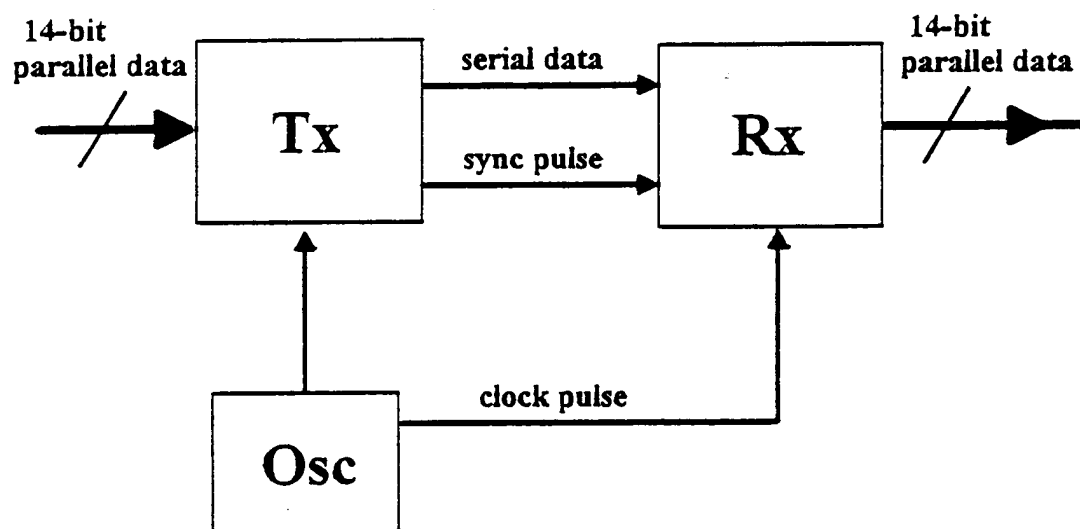 14-bit
parallel data
serial data
14-bit
parallel data
Tx
Rx
sync pulse
clock pulse
Osc